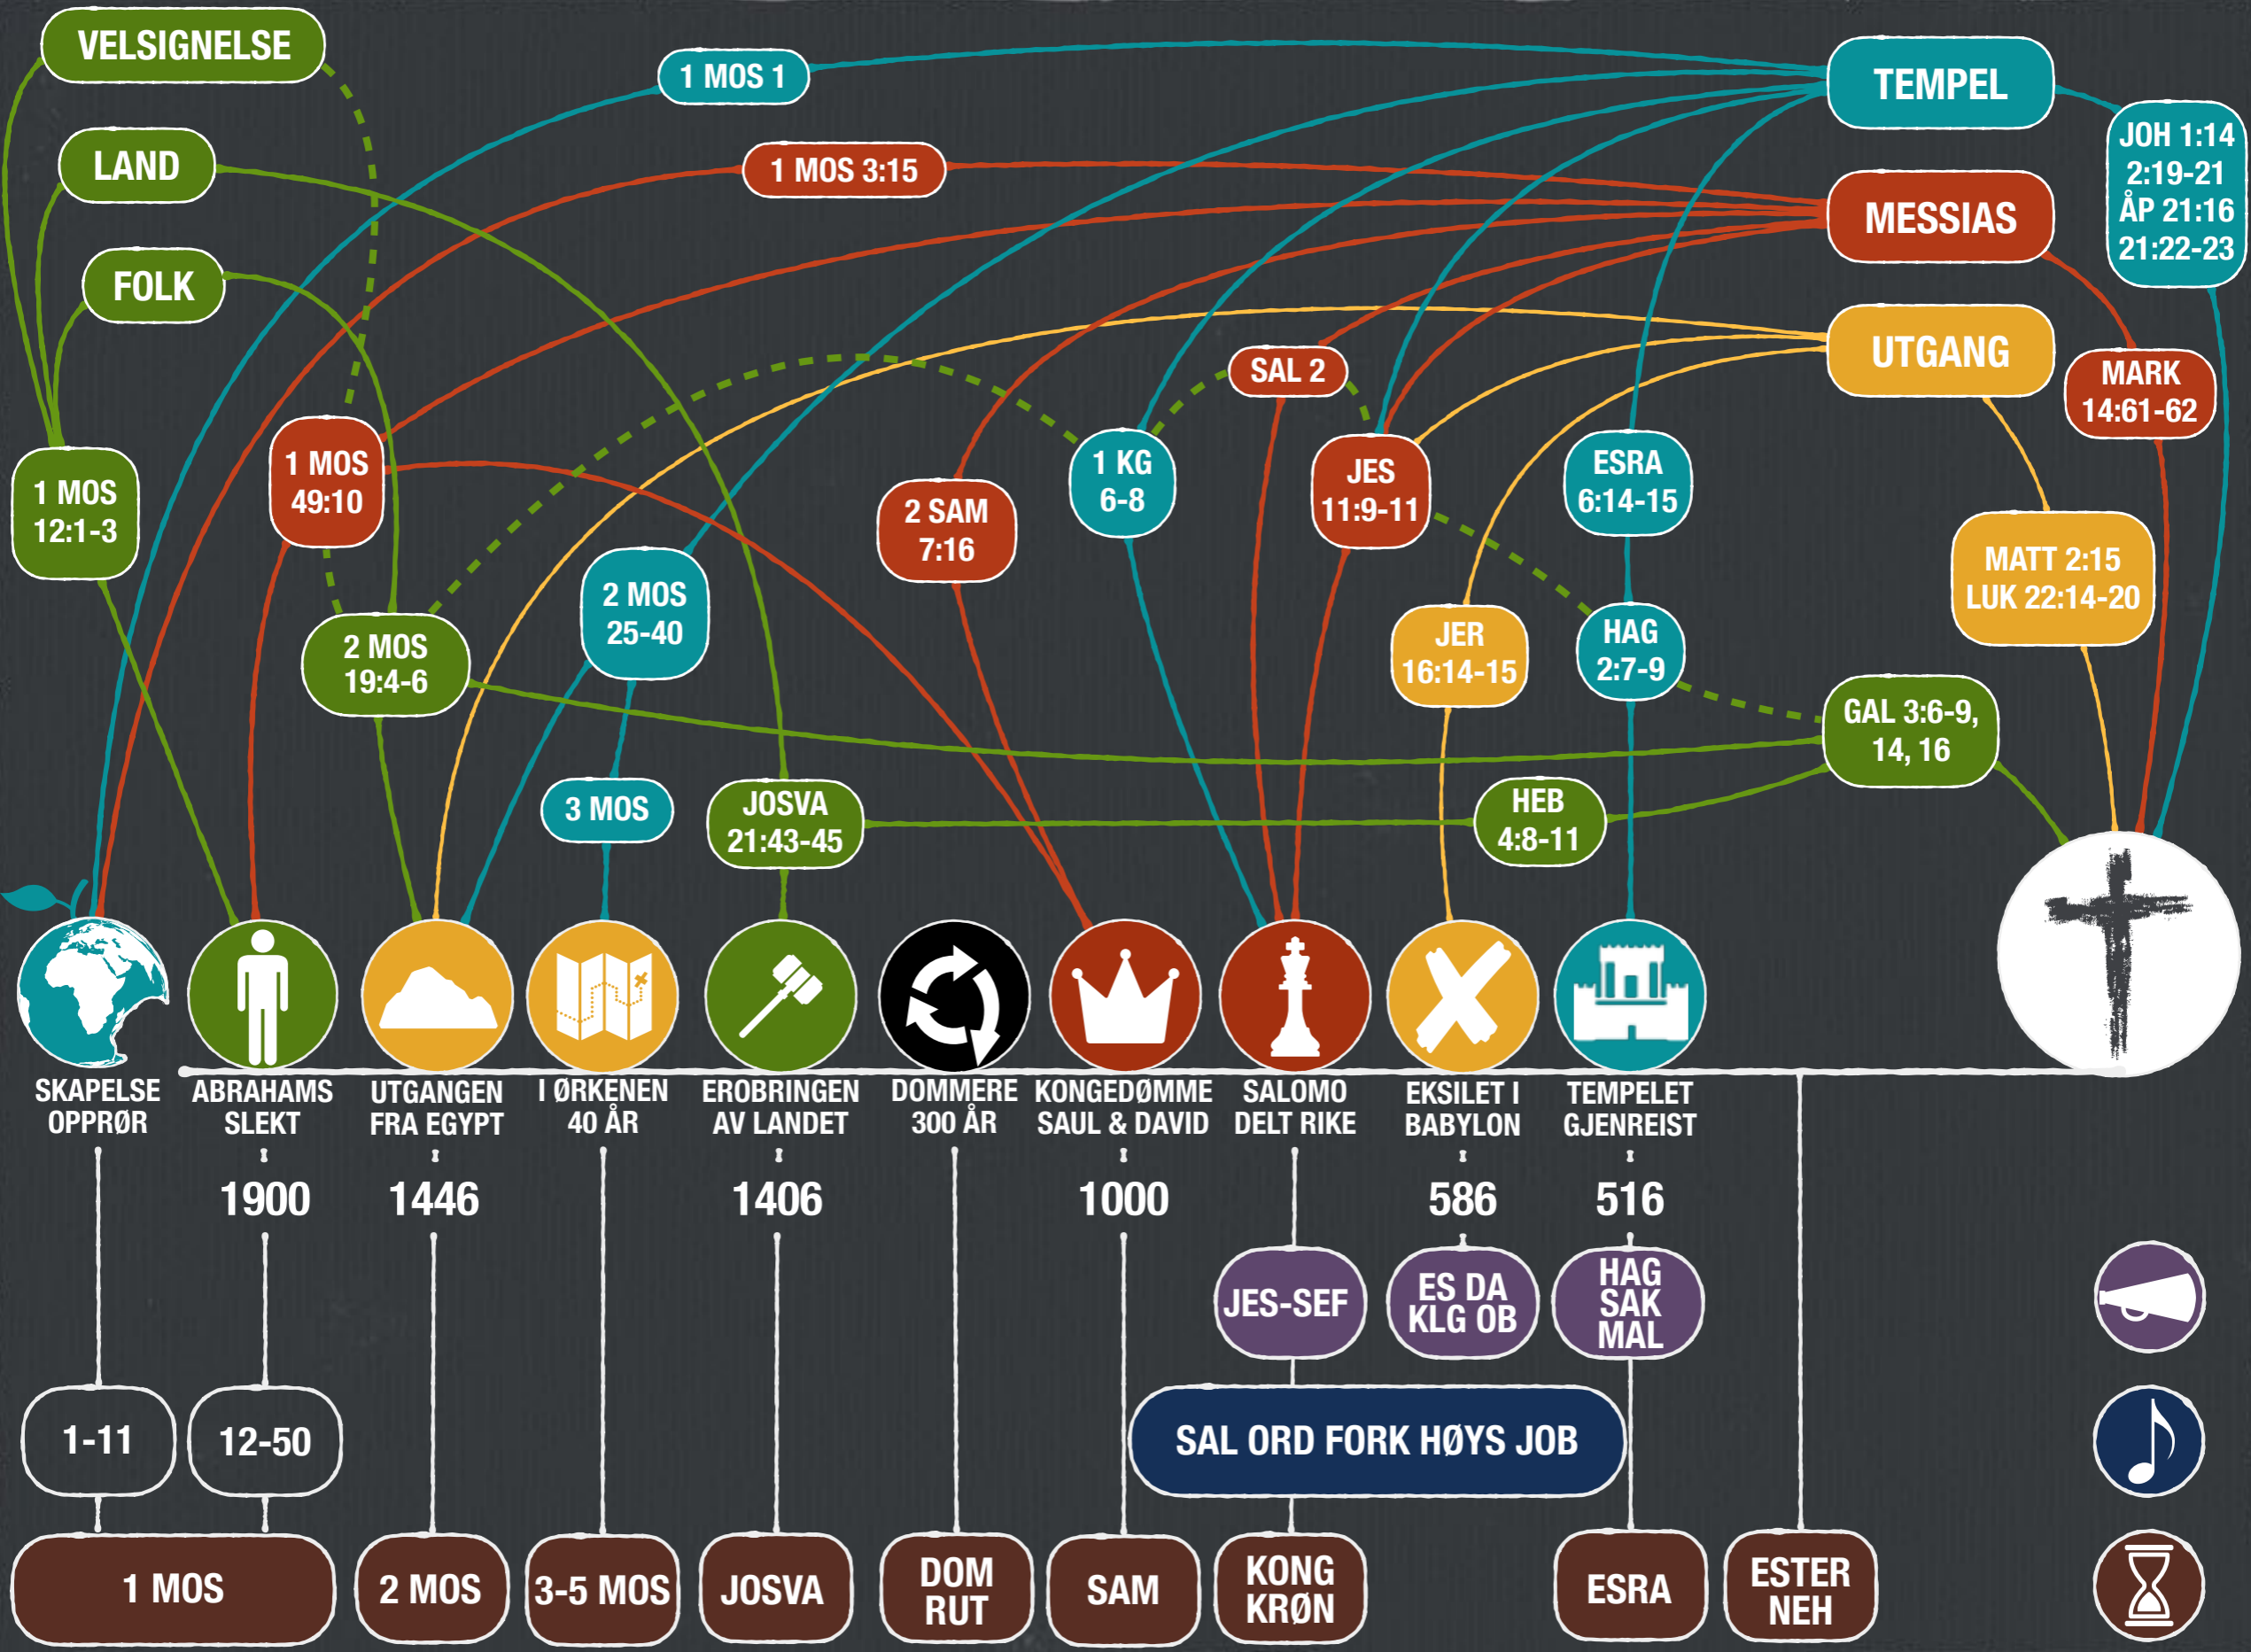 VELSIGNELSE
LAND
FOLK
1 MOS
12:1-3
1 MOS 1
1 MOS 3:15
TEMPEL
MESSIAS
UTGANG
JOH 1:14
2:19-21
ÅP 21:16
21:22-23
MARK
14:61-62
MATT 2:15
LUK 22:14-20
1 MOS
49:10
2 MOS
19:4-6
2 MOS
25-40
3 MOS
JOSVA
21:43-45
2 SAM
7:16
1 KG
6-8
SAL 2
JES
11:9-11
JER
16:14-15
ESRA
6:14-15
HAG
2:7-9
HEB
4:8-11
GAL 3:6-9,
14, 16
SKAPELSE
OPPRØR
ABRAHAMS
SLEKT
1900
UTGANGEN
FRA EGYPT
1446
I ØRKENEN
40 ÅR
EROBRINGEN
AV LANDET
1406
DOMMERE
300 ÅR
KONGEDØMME
SAUL & DAVID
1000
SALOMO
DELT RIKE
EKSILET I
BABYLON
586
TEMPELET
GJENREIST
516
JES-SEF
ES DA
KLG OB
HAG
SAK
MAL
1-11
12-50
SAL ORD FORK HØYS JOB
1 MOS
2 MOS
3-5 MOS
JOSVA
DOM
RUT
SAM
KONG
KRØN
ESRA
ESTER
NEH